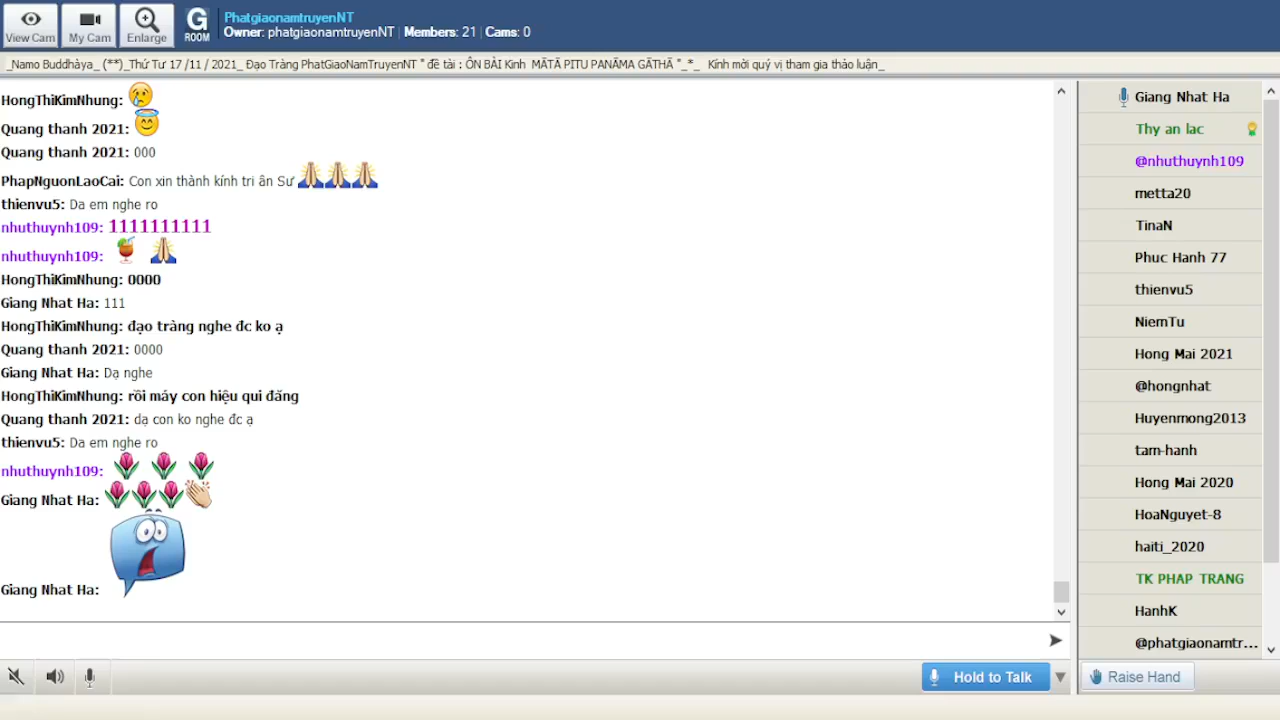 View Cam
My Cam
Enlarge
G
ROOM
PhatgiaonamtruyenNT
Owner: phatgiaonamtruyenNT | Members: 21 | Cams: 0
_Namo Buddhàya_ (**)_Thứ Tư 17 /11 / 2021_ Đạo Tràng PhatGiaoNamTruyenNT " đề tài : ÔN BÀI Kinh MĀTĀ PITU PANĀMA GĀTHĀ "_*_ Kính mời quý vị tham gia thảo luận_
HongThiKimNhung:
Quang thanh 2021:
Quang thanh 2021: 000
PhapNguonLaoCai: Con xin thành kính tri ân Sư
thienvu5: Da em nghe ro
nhuthuynh109: 1111111111
nhuthuynh109:
HongThiKimNhung: 0000
Giang Nhat Ha: 111
HongThiKimNhung: đạo tràng nghe đc ko ạ
Quang thanh 2021: 0000
Giang Nhat Ha: Dạ nghe
HongThiKimNhung: rồi máy con hiệu qui đăng
Quang thanh 2021: dạ con ko nghe đc ạ
thienvu5: Da em nghe ro
nhuthuynh109:
Giang Nhat Ha:
Giang Nhat Ha:
Hold to Talk
Giang Nhat Ha
Thy an lac
@nhuthuynh109
metta20
TinaN
Phuc Hanh 77
thienvu5
NiemTu
Hong Mai 2021
@hongnhat
Huyenmong2013
tam-hanh
Hong Mai 2020
HoaNguyet-8
haiti_2020
TK PHAP TRANG
HanhK
@phatgiaonamtr...
Raise Hand